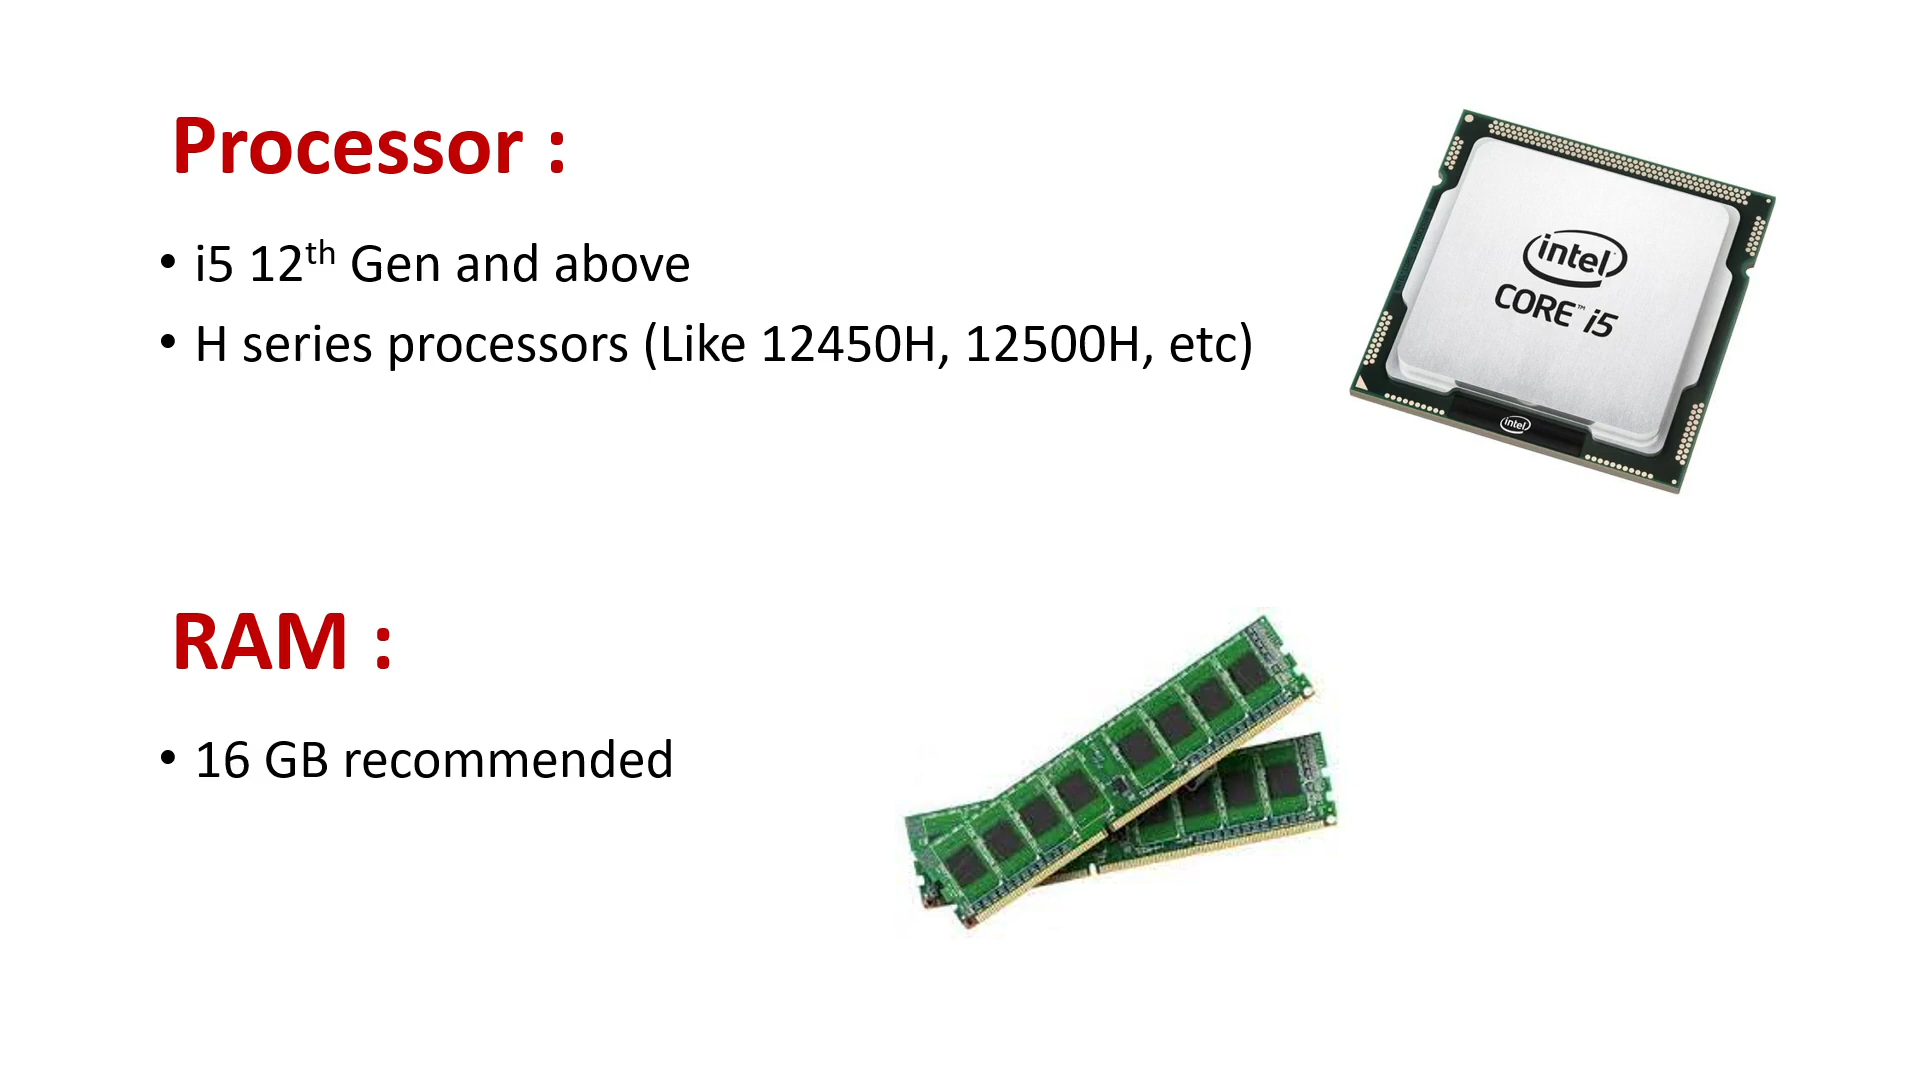 Processor :
• i5 12th Gen and above
• H series processors (Like 12450H, 12500H, etc)
intel
CORE™ i5
intel
RAM :
• 16 GB recommended